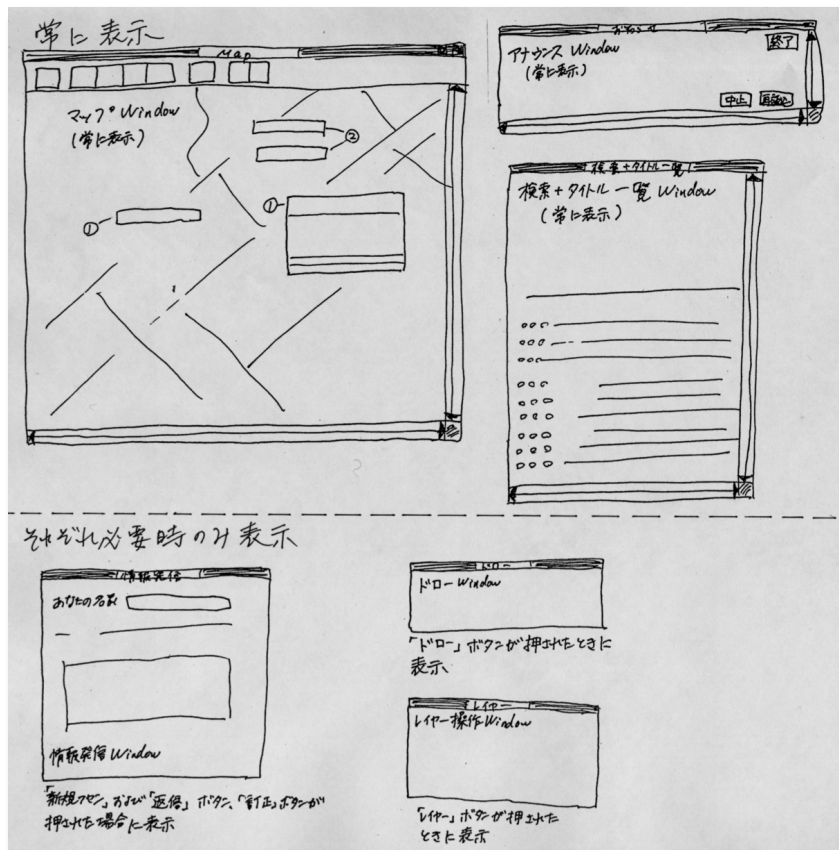 常に表示
Map
マップ Window
(常に表示)
②
①
①
アナウンス Window
(常に表示)
終了
中止
検索+タイトル一覧
検索+タイトル一覧 Window
(常に表示)
それぞれ必要時のみ表示
情報発信
あなたの名前
情報発信 Window
「新規フセン」および「返信」ボタン、「訂正」ボタンが
押された場合に表示
ドロー
ドロー Window
「ドロー」ボタンが押されたときに
表示
レイヤー
レイヤー操作 Window
「レイヤー」ボタンが押された
ときに表示